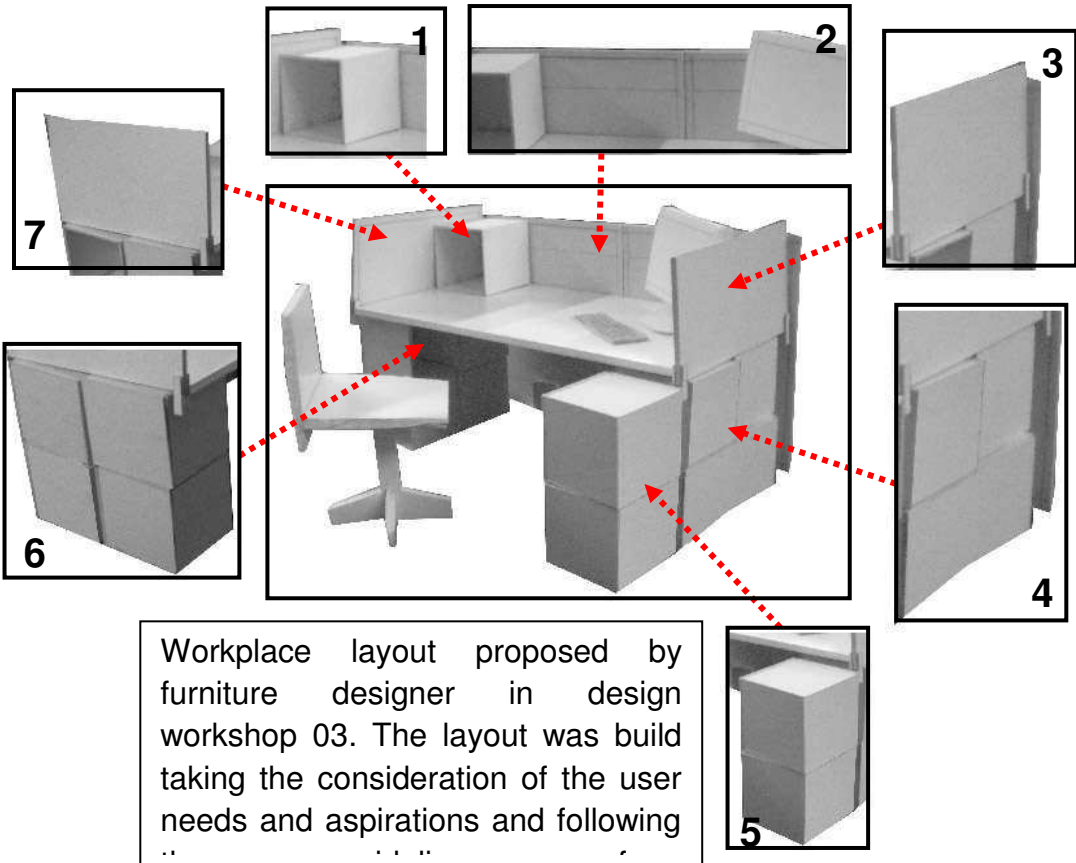 1
2
3
7
6
4
5
Workplace layout proposed by
furniture designer in design
workshop 03. The layout was build
taking the consideration of the user
needs and aspirations and following